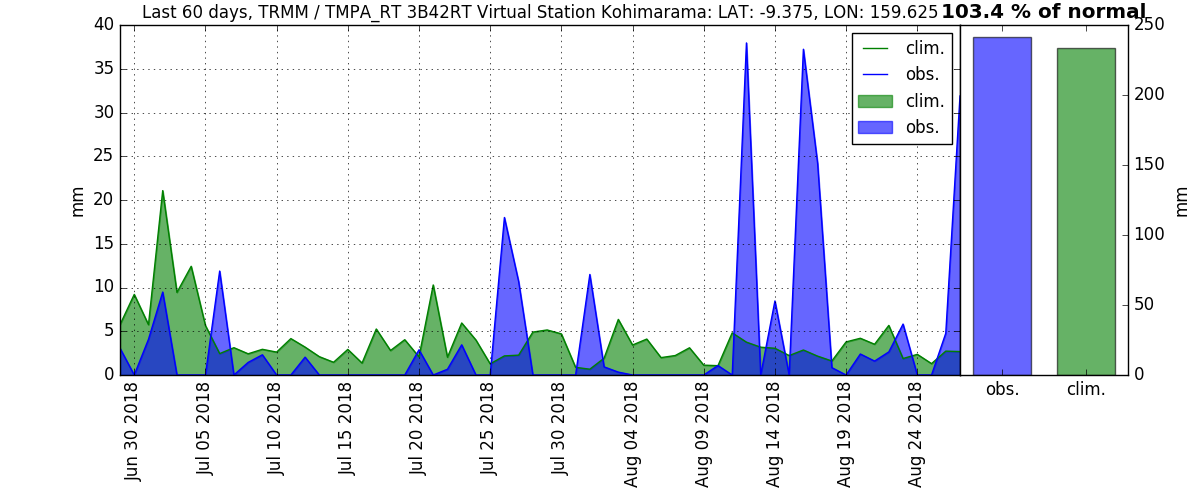 Last 60 days, TRMM / TMPA_RT 3B42RT Virtual Station Kohimarama: LAT: -9.375, LON: 159.625
103.4 % of normal
40
35
30
25
20
15
10
5
0
mm
clim.
obs.
clim.
obs.
250
200
150
100
50
0
mm
Jun 30 2018
Jul 05 2018
Jul 10 2018
Jul 15 2018
Jul 20 2018
Jul 25 2018
Jul 30 2018
Aug 04 2018
Aug 09 2018
Aug 14 2018
Aug 19 2018
Aug 24 2018
obs.
clim.